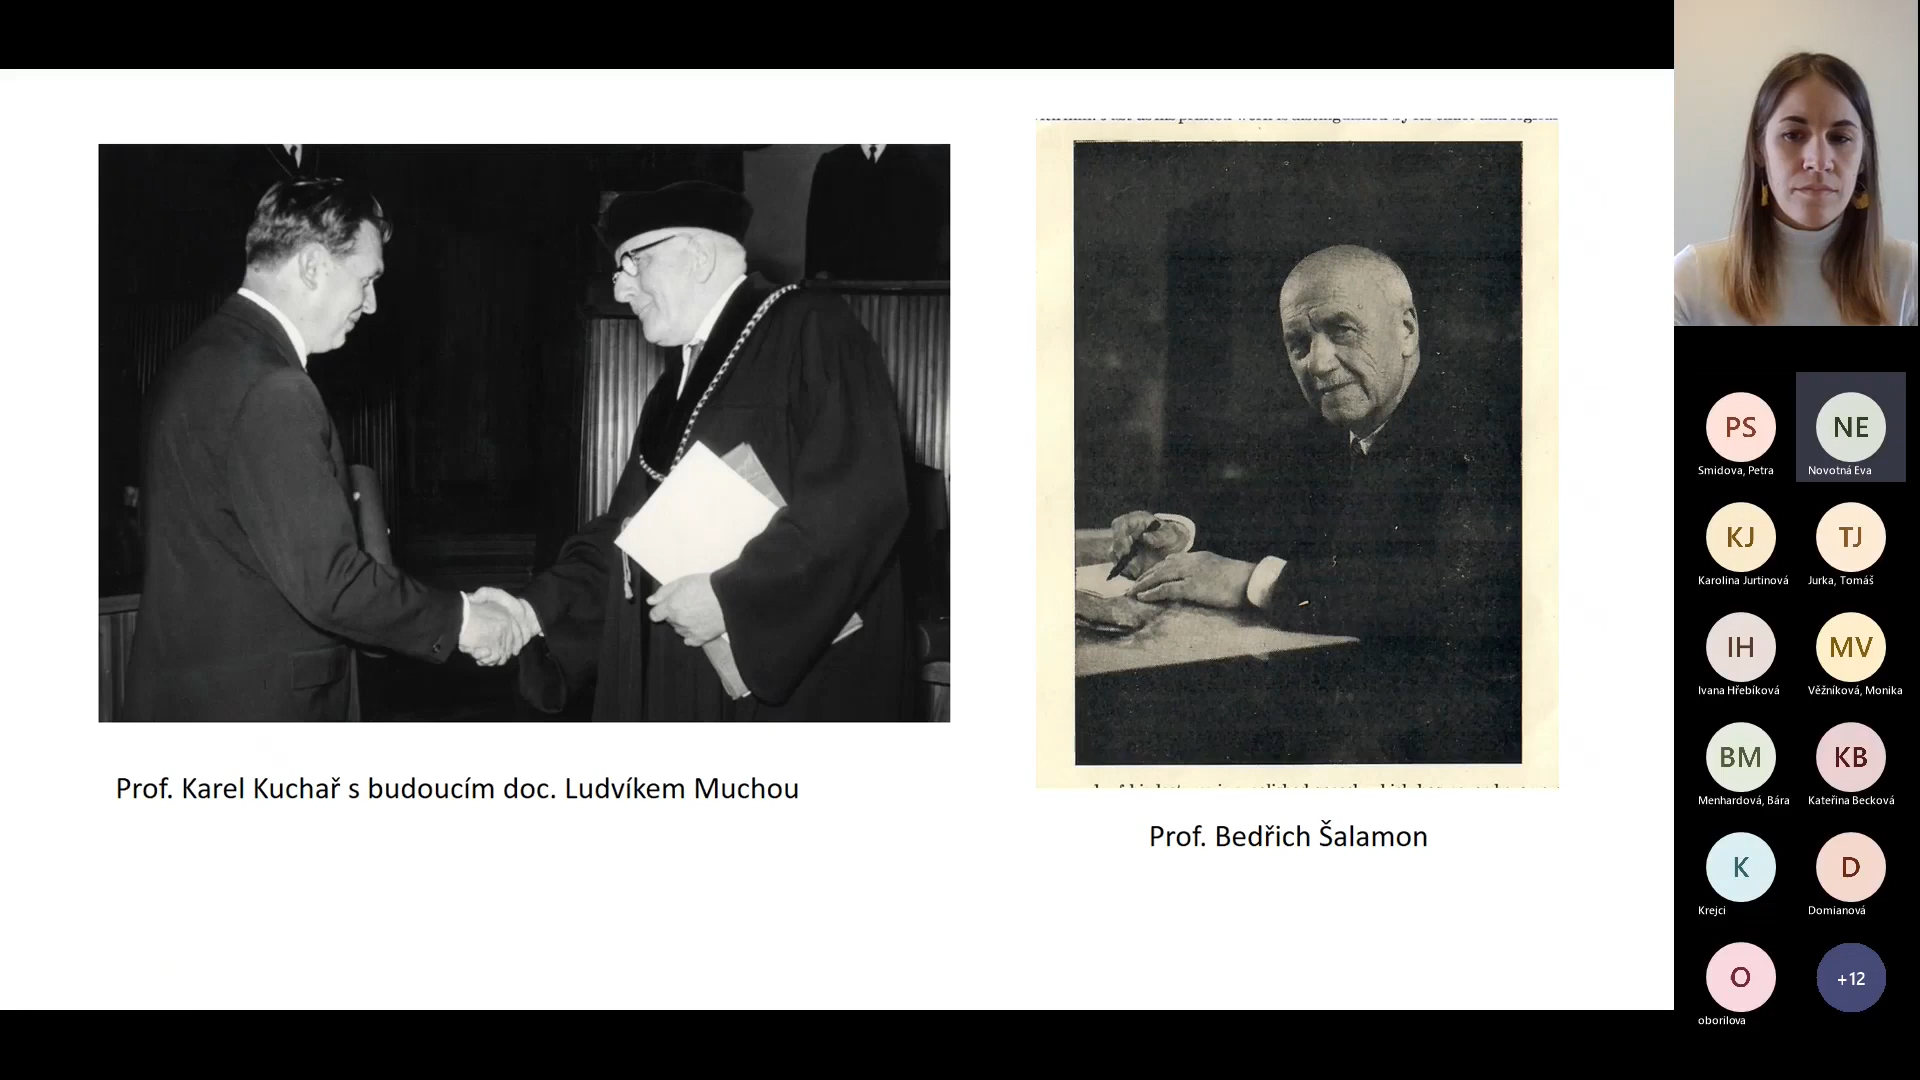 Prof. Karel Kuchař s budoucím doc. Ludvíkem Muchou
Prof. Bedřich Šalamon
PS
Smidova, Petra
NE
Novotná Eva
KJ
Karolina Jurtinová
TJ
Jurka, Tomáš
IH
Ivana Hřebíková
MV
Věžníková, Monika
BM
Menhardová, Bára
KB
Kateřina Becková
K
Krejci
D
Domianová
O
oborilova
+12